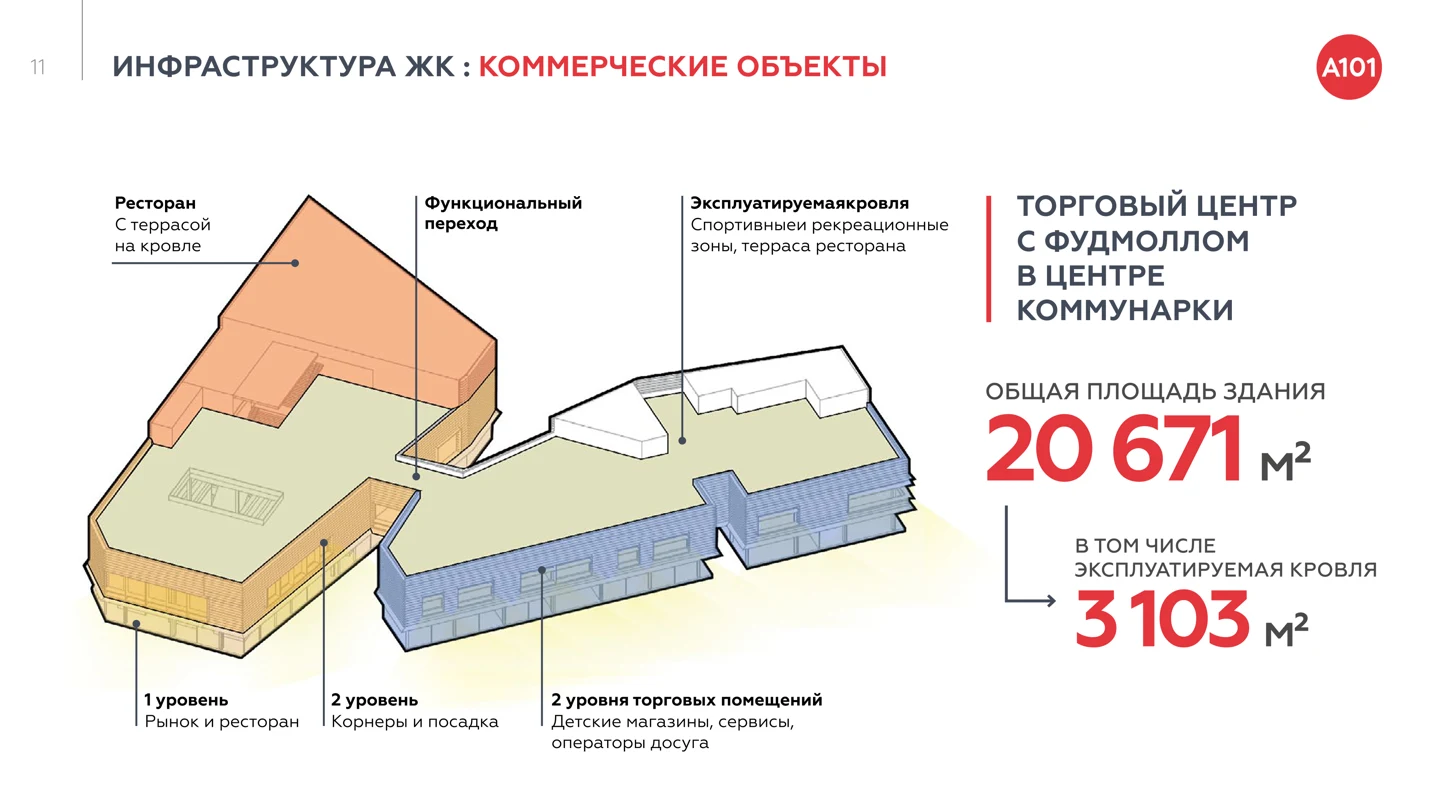 11
ИНФРАСТРУКТУРА ЖК : КОММЕРЧЕСКИЕ ОБЪЕКТЫ
А101
Ресторан
С террасой
на кровле
Функциональный
переход
Эксплуатируемаякровля
Спортивныеи рекреационные
зоны, терраса ресторана
ТОРГОВЫЙ ЦЕНТР
С ФУДМОЛЛОМ
В ЦЕНТРЕ
КОММУНАРКИ
ОБЩАЯ ПЛОЩАДЬ ЗДАНИЯ
20 671 м²
В ТОМ ЧИСЛЕ
ЭКСПЛУАТИРУЕМАЯ КРОВЛЯ
3 103 м²
1 уровень
Рынок и ресторан
2 уровень
Корнеры и посадка
2 уровня торговых помещений
Детские магазины, сервисы,
операторы досуга